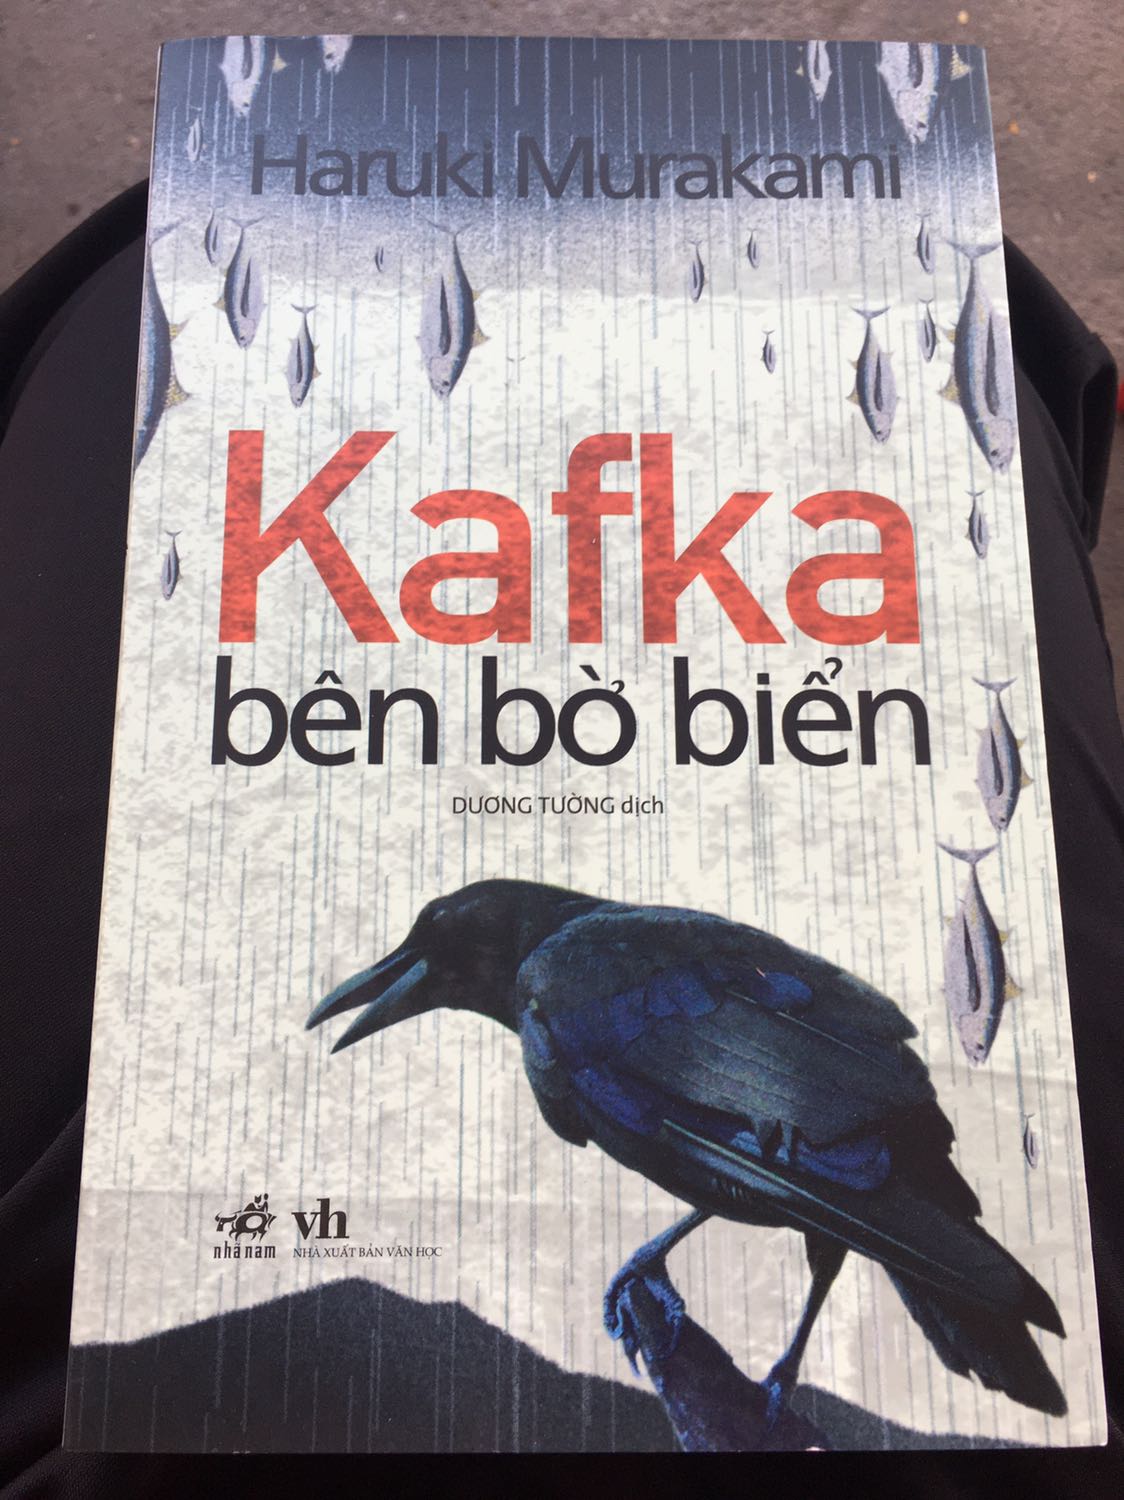 Haruki Murakami
Kafka
bên bờ biển
DƯƠNG TƯỜNG dịch
nhã nam
vh
NHÀ XUẤT BẢN VĂN HỌC